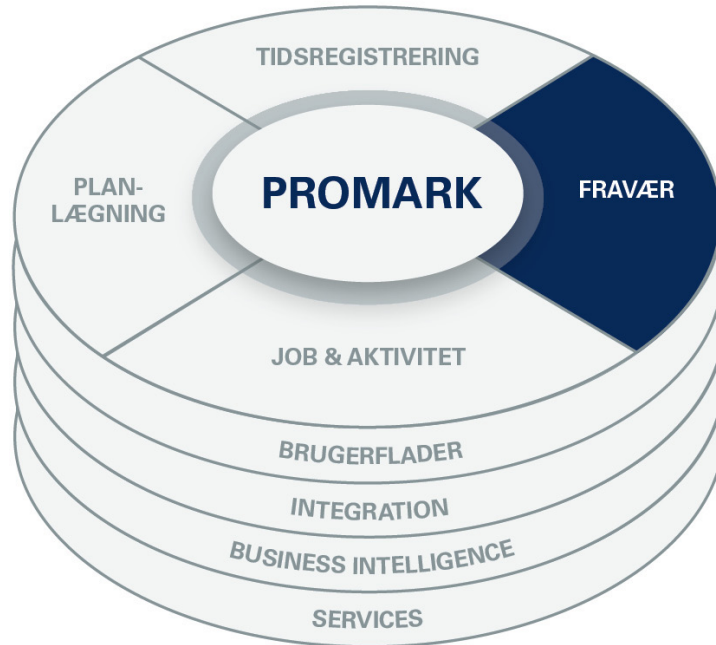 TIDSREGISTRERING
PLAN-
LÆGNING
PROMARK
FRAVÆR
JOB & AKTIVITET
BRUGERFLADER
INTEGRATION
BUSINESS INTELLIGENCE
SERVICES